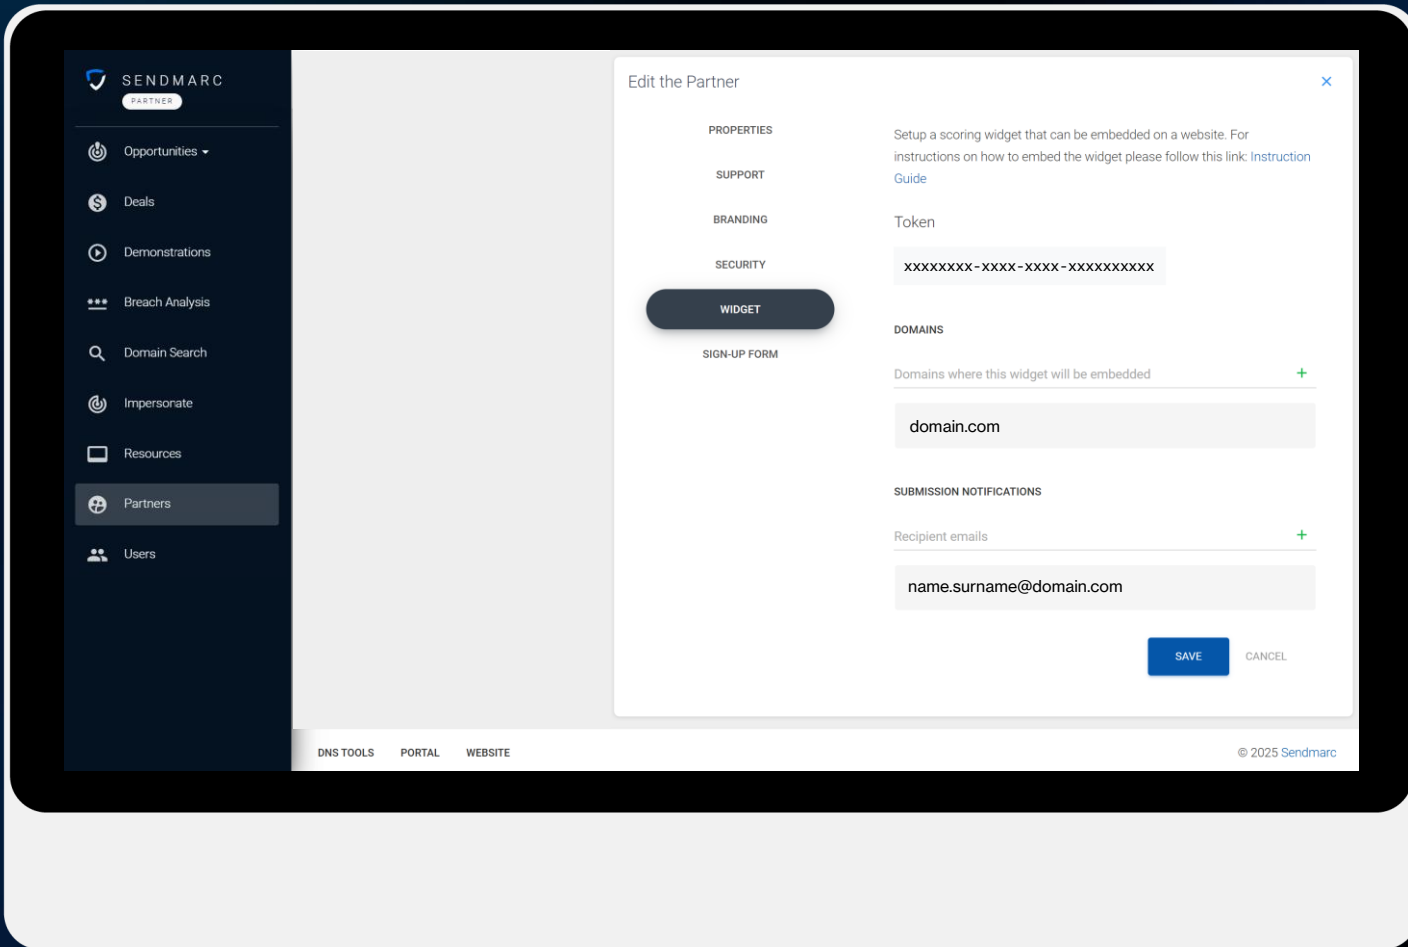 SENDMARC
PARTNER
Opportunities
Deals
Demonstrations
Breach Analysis
Domain Search
Impersonate
Resources
Partners
Users
Edit the Partner
PROPERTIES
SUPPORT
BRANDING
SECURITY
WIDGET
SIGN-UP FORM
Setup a scoring widget that can be embedded on a website. For
instructions on how to embed the widget please follow this link: Instruction
Guide
Token
xxxxxxxx-xxxx-xxxx-xxxxxxxxxx
DOMAINS
Domains where this widget will be embedded
domain.com
SUBMISSION NOTIFICATIONS
Recipient emails
name.surname@domain.com
SAVE CANCEL
DNS TOOLS PORTAL WEBSITE
© 2025 Sendmarc